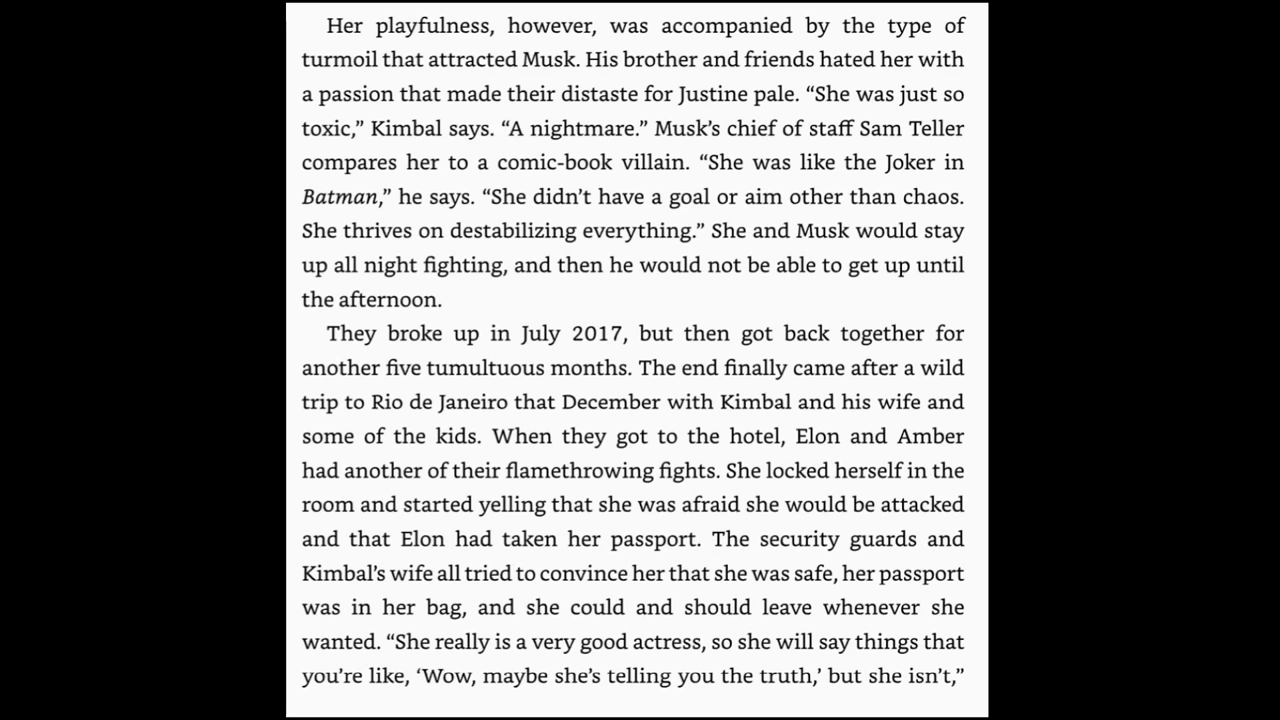 Her playfulness, however, was accompanied by the type of
turmoil that attracted Musk. His brother and friends hated her with
a passion that made their distaste for Justine pale. “She was just so
toxic,” Kimbal says. “A nightmare.” Musk’s chief of staff Sam Teller
compares her to a comic-book villain. “She was like the Joker in
Batman,” he says. “She didn’t have a goal or aim other than chaos.
She thrives on destabilizing everything.” She and Musk would stay
up all night fighting, and then he would not be able to get up until
the afternoon.
They broke up in July 2017, but then got back together for
another five tumultuous months. The end finally came after a wild
trip to Rio de Janeiro that December with Kimbal and his wife and
some of the kids. When they got to the hotel, Elon and Amber
had another of their flamethrowing fights. She locked herself in the
room and started yelling that she was afraid she would be attacked
and that Elon had taken her passport. The security guards and
Kimbal’s wife all tried to convince her that she was safe, her passport
was in her bag, and she could and should leave whenever she
wanted. “She really is a very good actress, so she will say things that
you’re like, ‘Wow, maybe she’s telling you the truth,’ but she isn’t,”